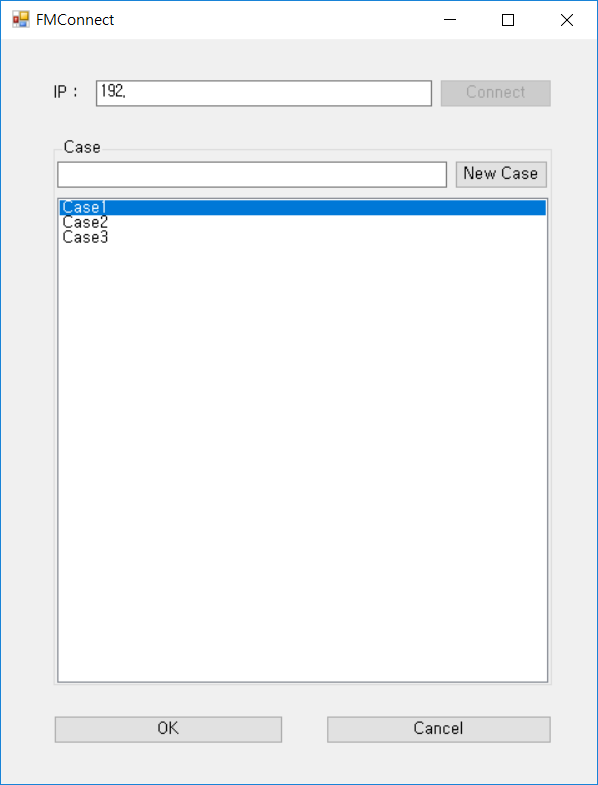 FMConnect
IP : 192. Connect
Case
New Case
Case1
Case2
Case3
OK Cancel